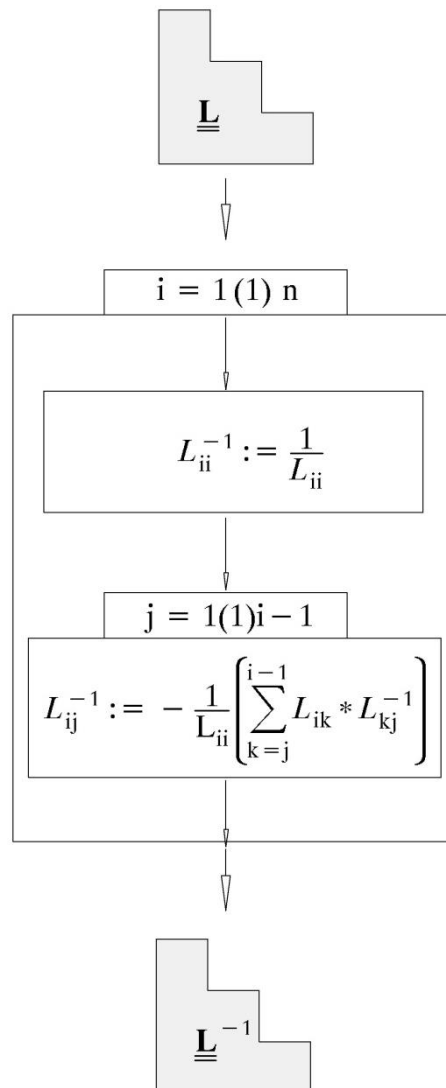 L
i = 1(1) n
L_ii^-1 := 1/L_ii
j = 1(1)i−1
L_ij^-1 := − 1/L_ii (∑_{k=j}^{i−1} L_ik * L_kj^-1)
L^-1